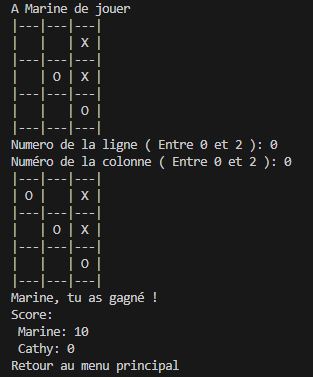 A Marine de jouer
|---|---|---|
|   |   | X |
|---|---|---|
|   | O | X |
|---|---|---|
|   |   | O |
|---|---|---|
Numero de la ligne ( Entre 0 et 2 ): 0
Numéro de la colonne ( Entre 0 et 2 ): 0
|---|---|---|
| O |   | X |
|---|---|---|
|   | O | X |
|---|---|---|
|   |   | O |
|---|---|---|
Marine, tu as gagné !
Score:
 Marine: 10
 Cathy: 0
Retour au menu principal